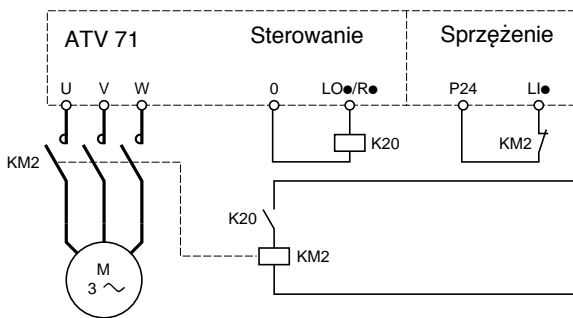 ATV 71 Sterowanie Sprzężenie
U V W 0 LO●/R● P24 LI●
KM2 K20 KM2
K20
KM2
M
3 ~